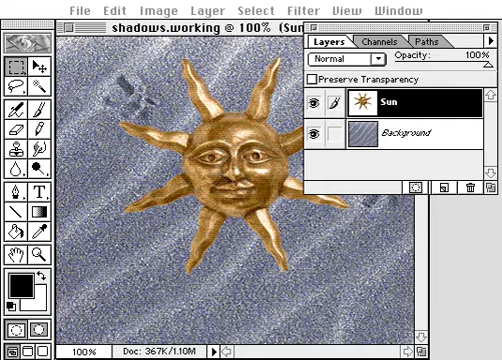 File Edit Image Layer Select Filter View Window
shadows.working @ 100% (Sun
Layers Channels Paths
Normal Opacity: 100%
Preserve Transparency
Sun
Background
T
100% Doc: 367K/1.10M